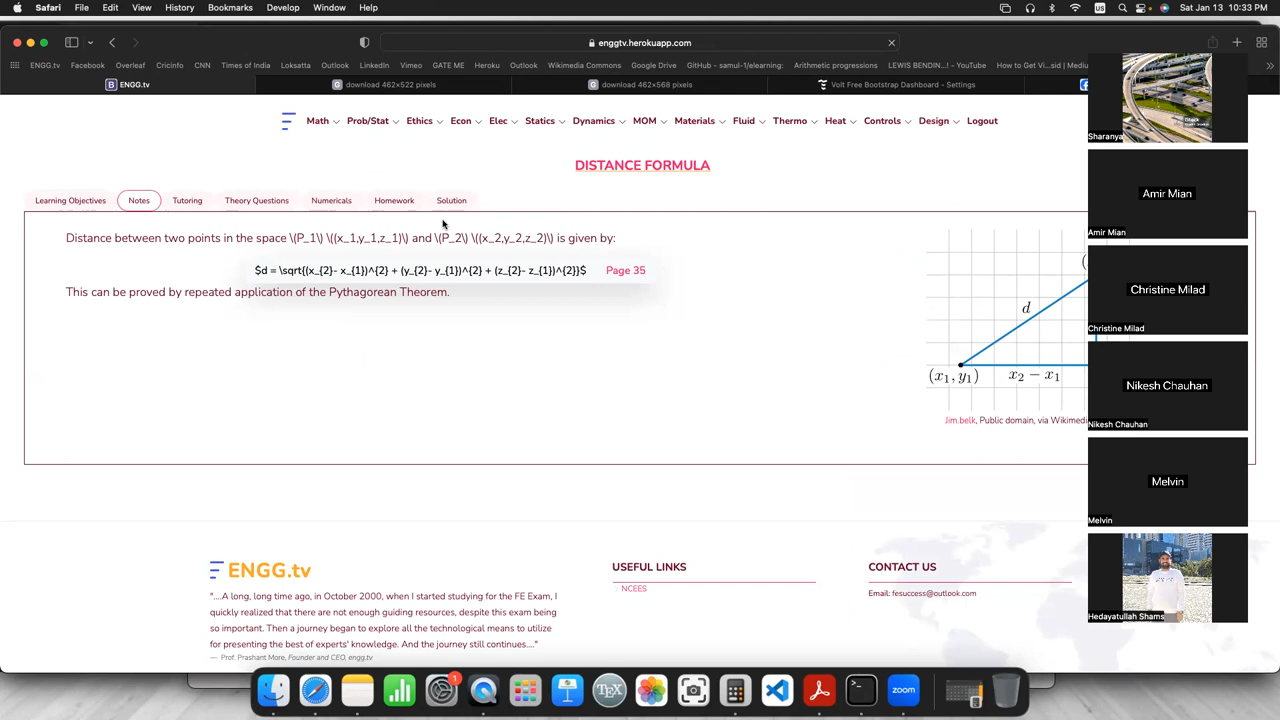 Safari File Edit View History Bookmarks Develop Window Help US Sat Jan 13 10:33 PM
enggtv.herokuapp.com
ENGG.tv Facebook Overleaf Cricinfo CNN Times of India Loksatta Outlook LinkedIn Vimeo GATE ME Heroku Outlook Wikimedia Commons Google Drive GitHub - samul-1/elearning: Arithmetic progressions LEWIS BENDIN...! - YouTube How to Get Vi...sid | Mediu
ENGG.tv download 462×522 pixels download 462×568 pixels Volt Free Bootstrap Dashboard - Settings
Math Prob/Stat Ethics Econ Elec Statics Dynamics MOM Materials Fluid Thermo Heat Controls Design Logout
Sharanya
DISTANCE FORMULA
Learning Objectives Notes Tutoring Theory Questions Numericals Homework Solution
Amir Mian
Amir Mian
Distance between two points in the space \(P_1\) \((x_1,y_1,z_1)\) and \(P_2\) \((x_2,y_2,z_2)\) is given by:
$d = \sqrt{(x_{2}- x_{1})^{2} + (y_{2}- y_{1})^{2} + (z_{2}- z_{1})^{2}}$ Page 35
This can be proved by repeated application of the Pythagorean Theorem.
(
d
(x₁, y₁) x₂ − x₁
Jim.belk, Public domain, via Wikimedi
Christine Milad
Christine Milad
Nikesh Chauhan
Nikesh Chauhan
Melvin
Melvin
Hedayatullah Shams
ENGG.tv
"....A long, long time ago, in October 2000, when I started studying for the FE Exam, I
quickly realized that there are not enough guiding resources, despite this exam being
so important. Then a journey began to explore all the technological means to utilize
for presenting the best of experts' knowledge. And the journey still continues...."
— Prof. Prashant More, Founder and CEO, engg.tv
USEFUL LINKS
NCEES
CONTACT US
Email: fesuccess@outlook.com
1
TEX
zoom